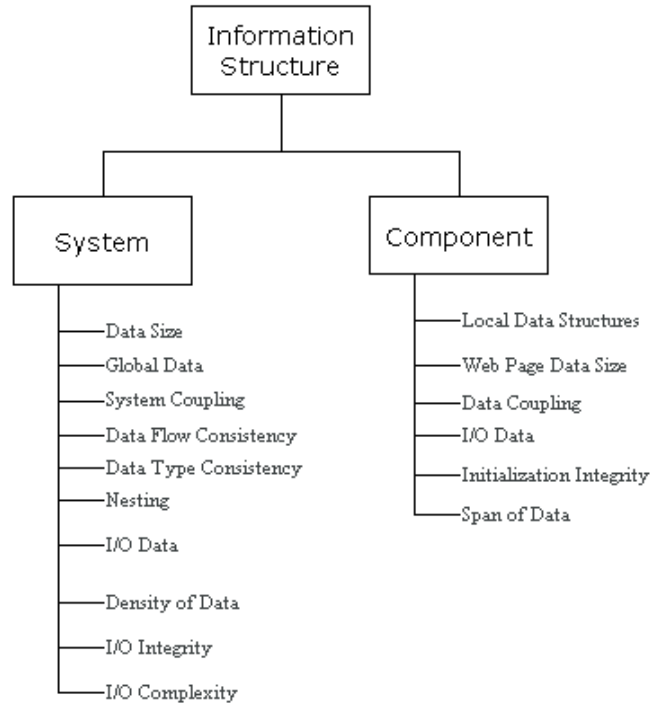 Information
Structure
System
Data Size
Global Data
System Coupling
Data Flow Consistency
Data Type Consistency
Nesting
I/O Data
Density of Data
I/O Integrity
I/O Complexity
Component
Local Data Structures
Web Page Data Size
Data Coupling
I/O Data
Initialization Integrity
Span of Data